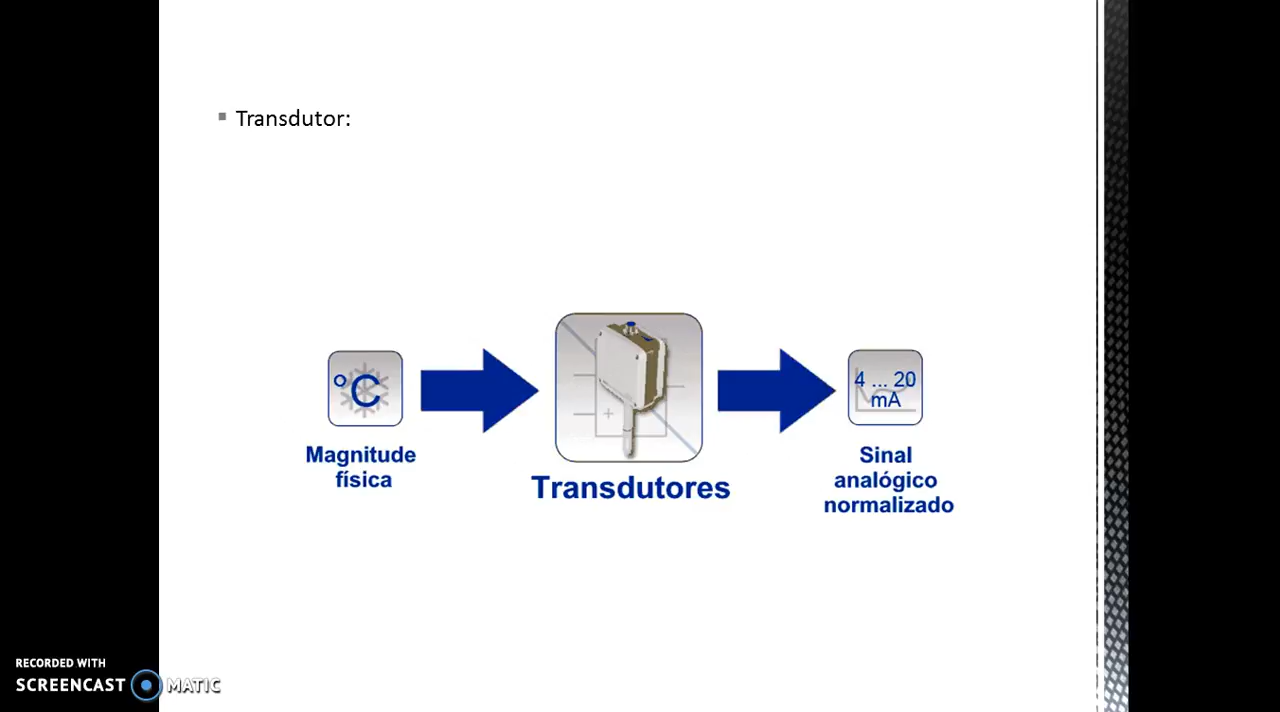 Transdutor:
°C
4 ... 20
mA
Magnitude
física
Transdutores
Sinal
analógico
normalizado
RECORDED WITH
SCREENCAST MATIC